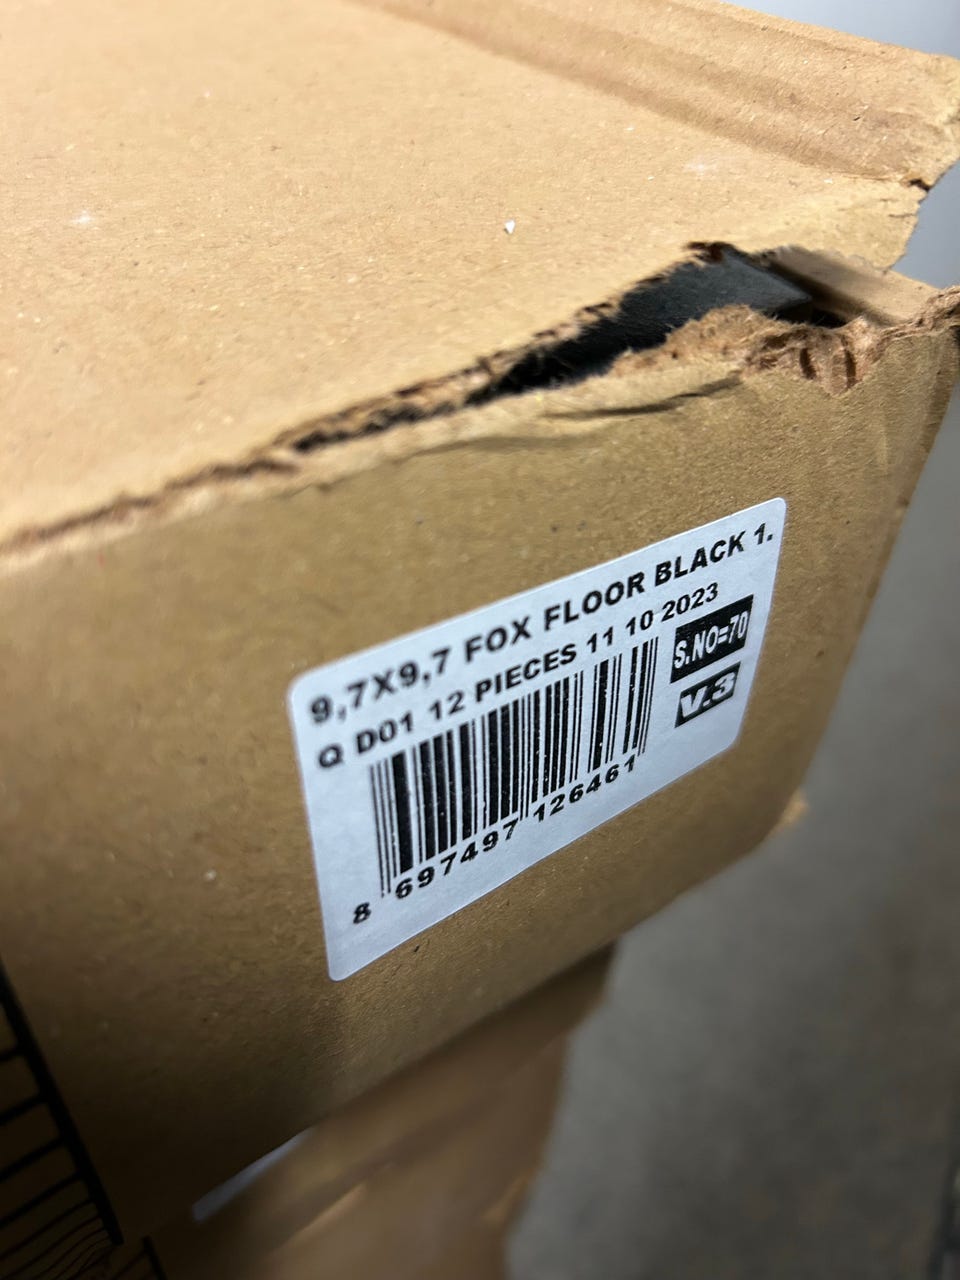 9,7X9,7 FOX FLOOR BLACK 1.
Q D01 12 PIECES 11 10 2023
S.NO=70
V.3
8 697497 126461